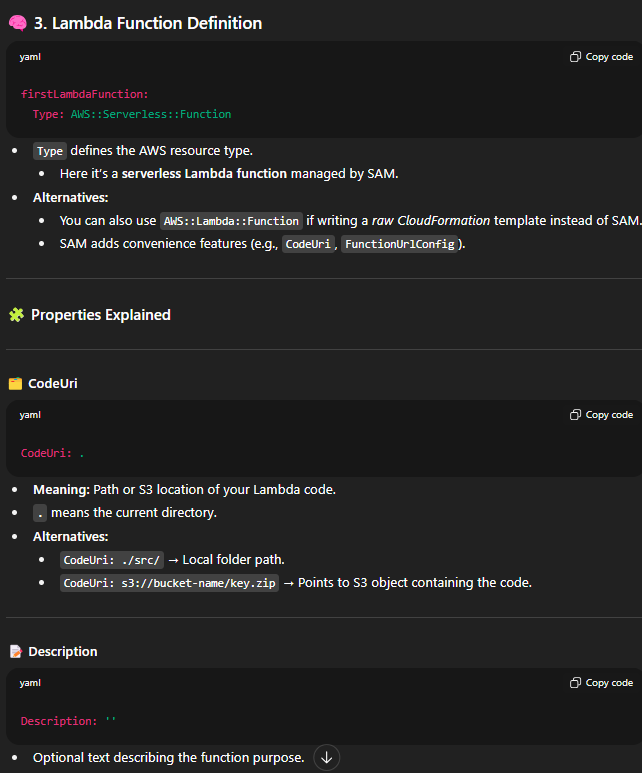 3. Lambda Function Definition
yaml
Copy code
firstLambdaFunction:
Type: AWS::Serverless::Function
Type defines the AWS resource type.
Here it's a serverless Lambda function managed by SAM.
Alternatives:
You can also use AWS::Lambda::Function if writing a raw CloudFormation template instead of SAM.
SAM adds convenience features (e.g., CodeUri, FunctionUrlConfig).
Properties Explained
CodeUri
yaml
Copy code
CodeUri: .
Meaning: Path or S3 location of your Lambda code.
. means the current directory.
Alternatives:
CodeUri: ./src/ → Local folder path.
CodeUri: s3://bucket-name/key.zip → Points to S3 object containing the code.
Description
yaml
Copy code
Description: ''
Optional text describing the function purpose.